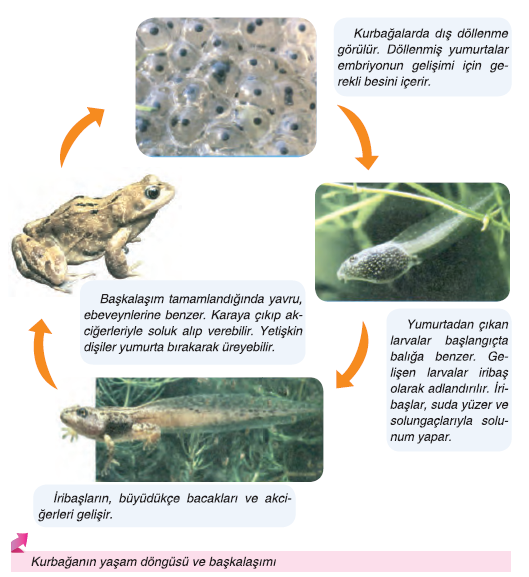 Kurbağalarda dış döllenme
görülür. Döllenmiş yumurtalar
embriyonun gelişimi için ge-
rekli besini içerir.
Yumurtadan çıkan
larvalar başlangıçta
balığa benzer. Ge-
lişen larvalar iribaş
olarak adlandırılır. İri-
başlar, suda yüzer ve
solungaçlarıyla solu-
num yapar.
İribaşların, büyüdükçe bacakları ve akci-
ğerleri gelişir.
Başkalaşım tamamlandığında yavru,
ebeveynlerine benzer. Karaya çıkıp ak-
ciğerleriyle soluk alıp verebilir. Yetişkin
dişiler yumurta bırakarak üreyebilir.
Kurbağanın yaşam döngüsü ve başkalaşımı